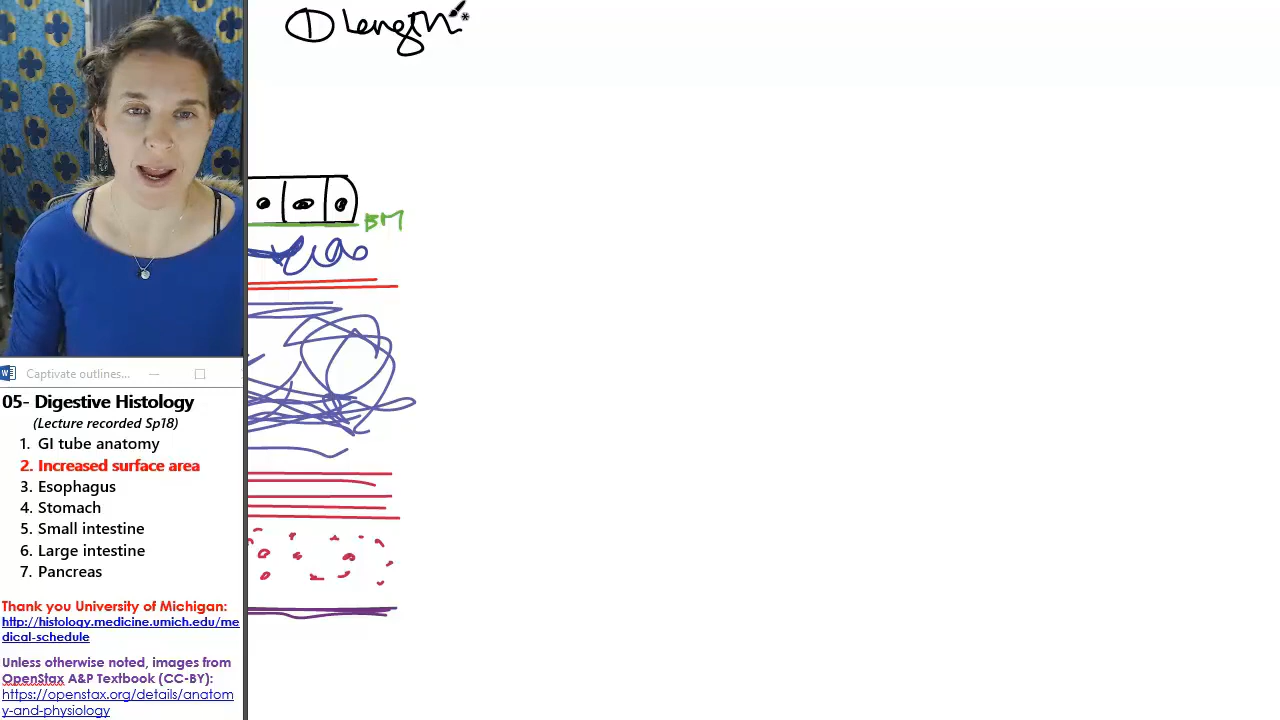 ① Length
BM
Captivate outlines...
05- Digestive Histology
(Lecture recorded Sp18)
1. GI tube anatomy
2. Increased surface area
3. Esophagus
4. Stomach
5. Small intestine
6. Large intestine
7. Pancreas
Thank you University of Michigan:
http://histology.medicine.umich.edu/me
dical-schedule
Unless otherwise noted, images from
OpenStax A&P Textbook (CC-BY):
https://openstax.org/details/anatom
y-and-physiology